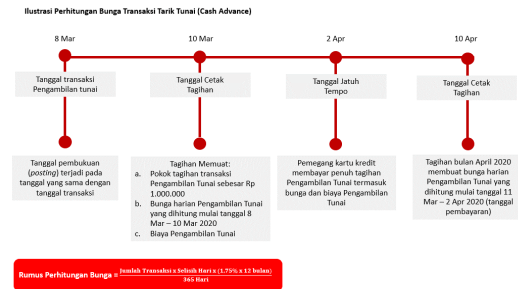 Ilustrasi Perhitungan Bunga Transaksi Tarik Tunai (Cash Advance)
8 Mar
10 Mar
2 Apr
10 Apr
Tanggal transaksi
Pengambilan tunai
Tanggal Cetak
Tagihan
Tanggal Jatuh
Tempo
Tanggal Cetak
Tagihan
Tanggal pembukuan
(posting) terjadi pada
tanggal yang sama dengan
tanggal transaksi
Tagihan Memuat:
a. Pokok tagihan transaksi
Pengambilan Tunai sebesar Rp
1.000.000
b. Bunga harian Pengambilan Tunai
yang dihitung mulai tanggal 8
Mar – 10 Mar 2020
c. Biaya Pengambilan Tunai
Pemegang kartu kredit
membayar penuh tagihan
Pengambilan Tunai termasuk
bunga dan biaya Pengambilan
Tunai
Tagihan bulan April 2020
membuat bunga harian
Pengambilan Tunai yang
dihitung mulai tanggal 11
Mar – 2 Apr 2020 (tanggal
pembayaran)
Rumus Perhitungan Bunga = Jumlah Transaksi x Selisih Hari x (1.75% x 12 bulan)
365 Hari